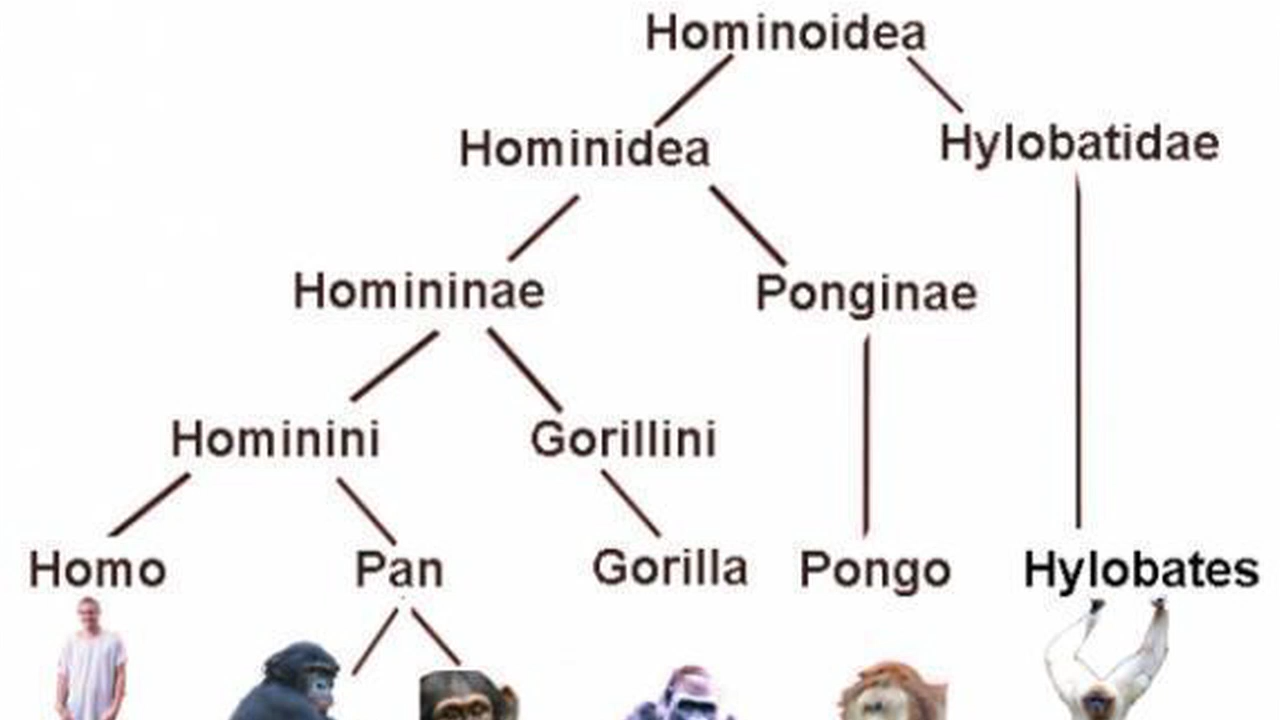 Hominoidea
Hominidea
Hylobatidae
Homininae
Ponginae
Hominini
Gorillini
Homo
Pan
Gorilla
Pongo
Hylobates